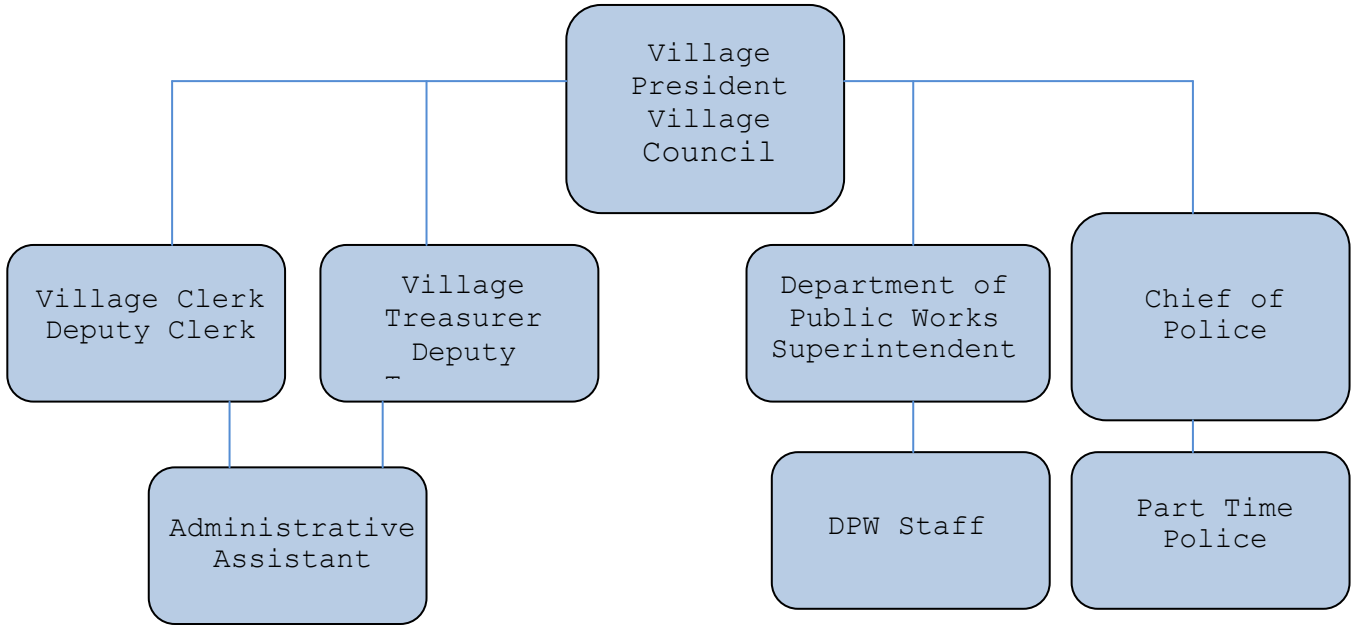 Village
President
Village
Council
Village Clerk
Deputy Clerk
Village
Treasurer
Deputy
Department of
Public Works
Superintendent
Chief of
Police
Administrative
Assistant
DPW Staff
Part Time
Police